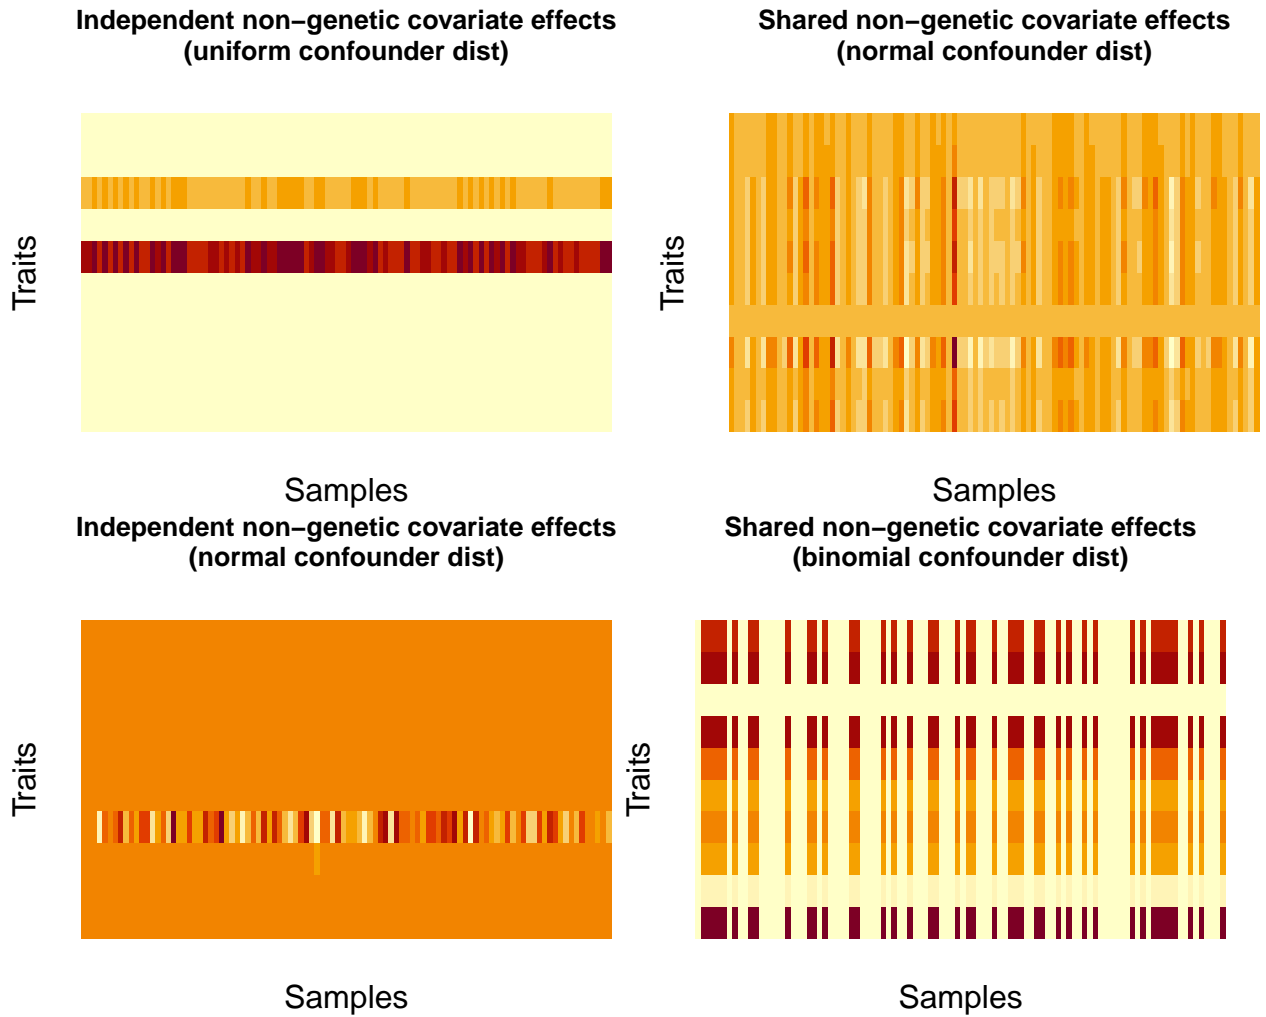 Independent non−genetic covariate effects
(uniform confounder dist)
Traits
Samples
Shared non−genetic covariate effects
(normal confounder dist)
Traits
Samples
Independent non−genetic covariate effects
(normal confounder dist)
Traits
Samples
Shared non−genetic covariate effects
(binomial confounder dist)
Traits
Samples